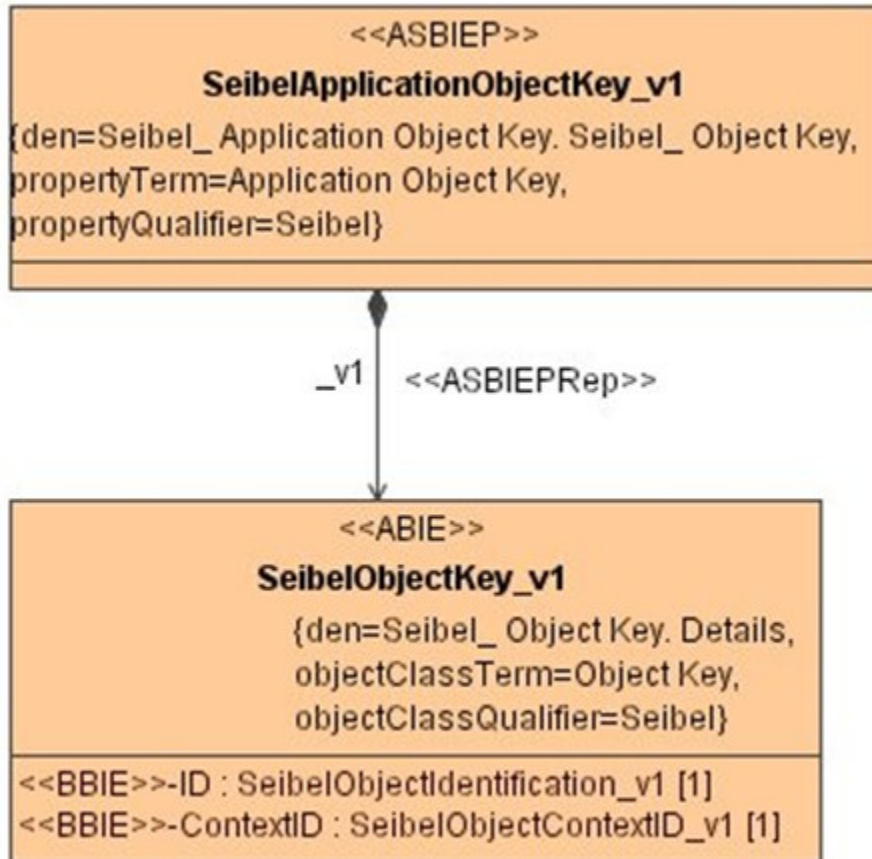 <<ASBIEP>>
SeibelApplicationObjectKey_v1
{den=Seibel_ Application Object Key. Seibel_ Object Key,
propertyTerm=Application Object Key,
propertyQualifier=Seibel}
_v1 <<ASBIEPRep>>
<<ABIE>>
SeibelObjectKey_v1
{den=Seibel_ Object Key. Details,
objectClassTerm=Object Key,
objectClassQualifier=Seibel}
<<BBIE>>-ID : SeibelObjectIdentification_v1 [1]
<<BBIE>>-ContextID : SeibelObjectContextID_v1 [1]